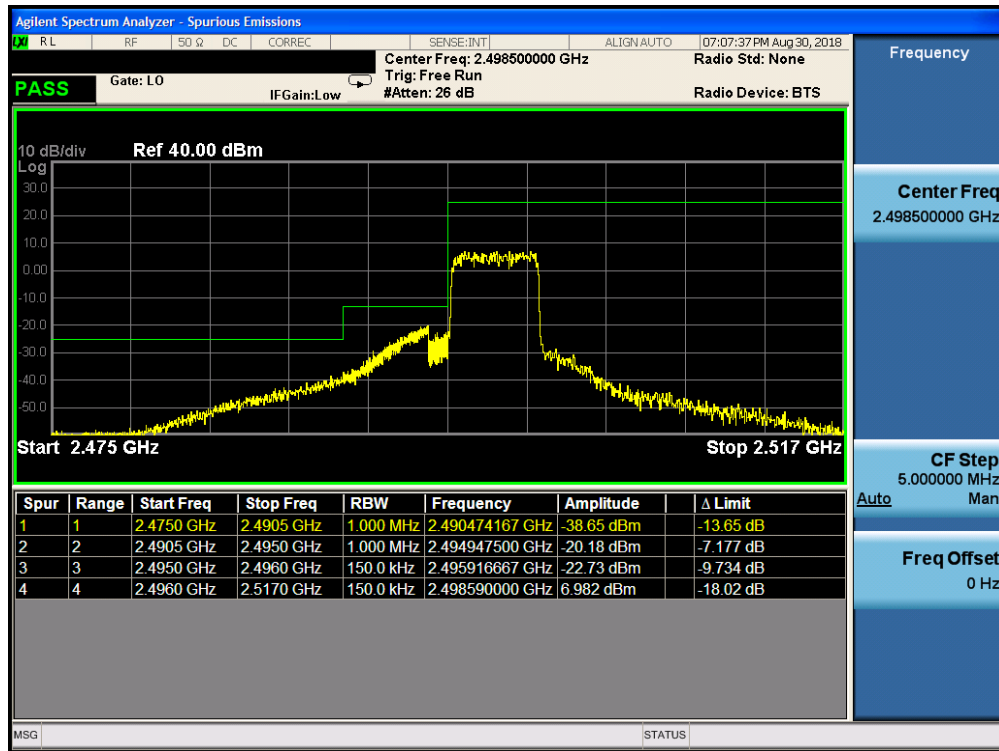 Agilent Spectrum Analyzer - Spurious Emissions
LXI RL RF 50 Ω DC CORREC SENSE:INT ALIGN AUTO 07:07:37 PM Aug 30, 2018
Center Freq: 2.498500000 GHz Radio Std: None
Trig: Free Run
PASS Gate: LO IFGain:Low #Atten: 26 dB Radio Device: BTS
10 dB/div Ref 40.00 dBm
Log
30.0
20.0
10.0
0.00
-10.0
-20.0
-30.0
-40.0
-50.0
Start 2.475 GHz Stop 2.517 GHz
Spur Range Start Freq Stop Freq RBW Frequency Amplitude Δ Limit
1 1 2.4750 GHz 2.4905 GHz 1.000 MHz 2.490474167 GHz -38.65 dBm -13.65 dB
2 2 2.4905 GHz 2.4950 GHz 1.000 MHz 2.494947500 GHz -20.18 dBm -7.177 dB
3 3 2.4950 GHz 2.4960 GHz 150.0 kHz 2.495916667 GHz -22.73 dBm -9.734 dB
4 4 2.4960 GHz 2.5170 GHz 150.0 kHz 2.498590000 GHz 6.982 dBm -18.02 dB
MSG STATUS
Frequency
Center Freq
2.498500000 GHz
CF Step
5.000000 MHz
Auto Man
Freq Offset
0 Hz